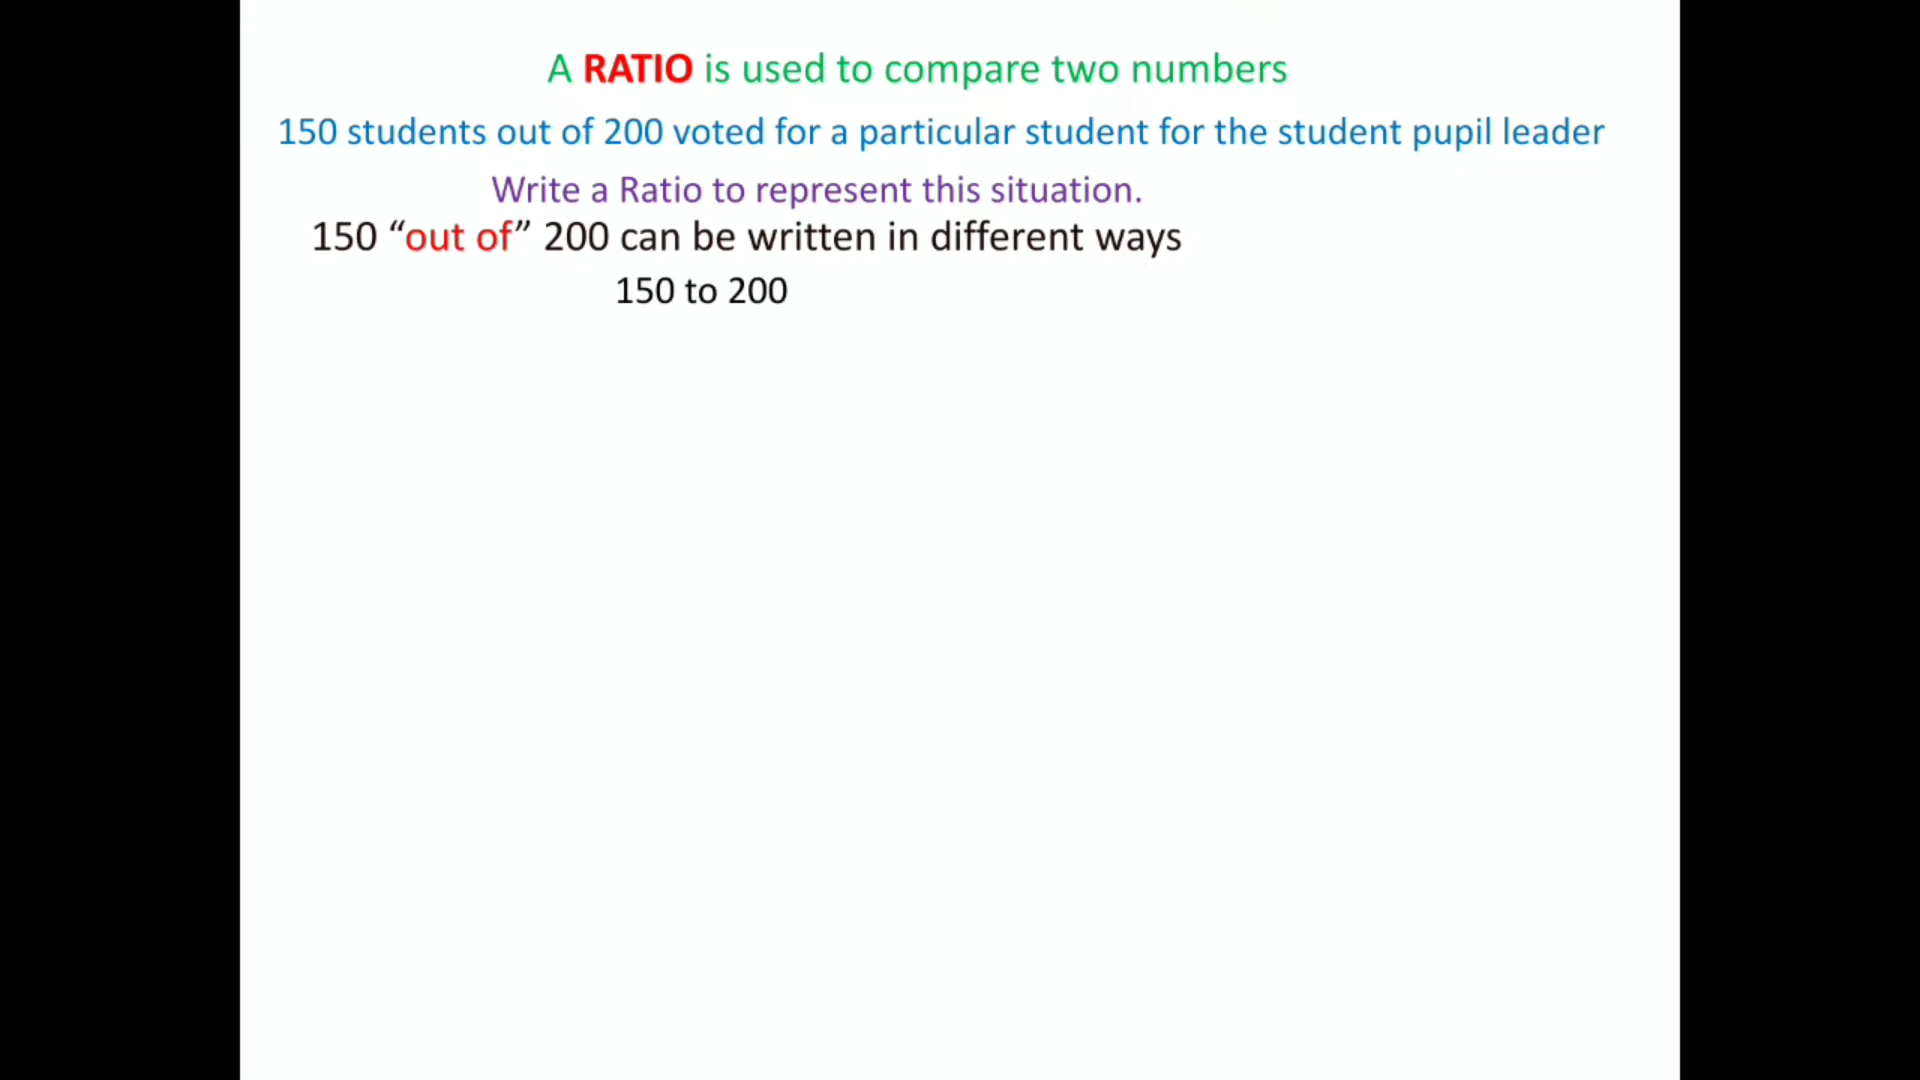 A RATIO is used to compare two numbers
150 students out of 200 voted for a particular student for the student pupil leader
Write a Ratio to represent this situation.
150 “out of” 200 can be written in different ways
150 to 200